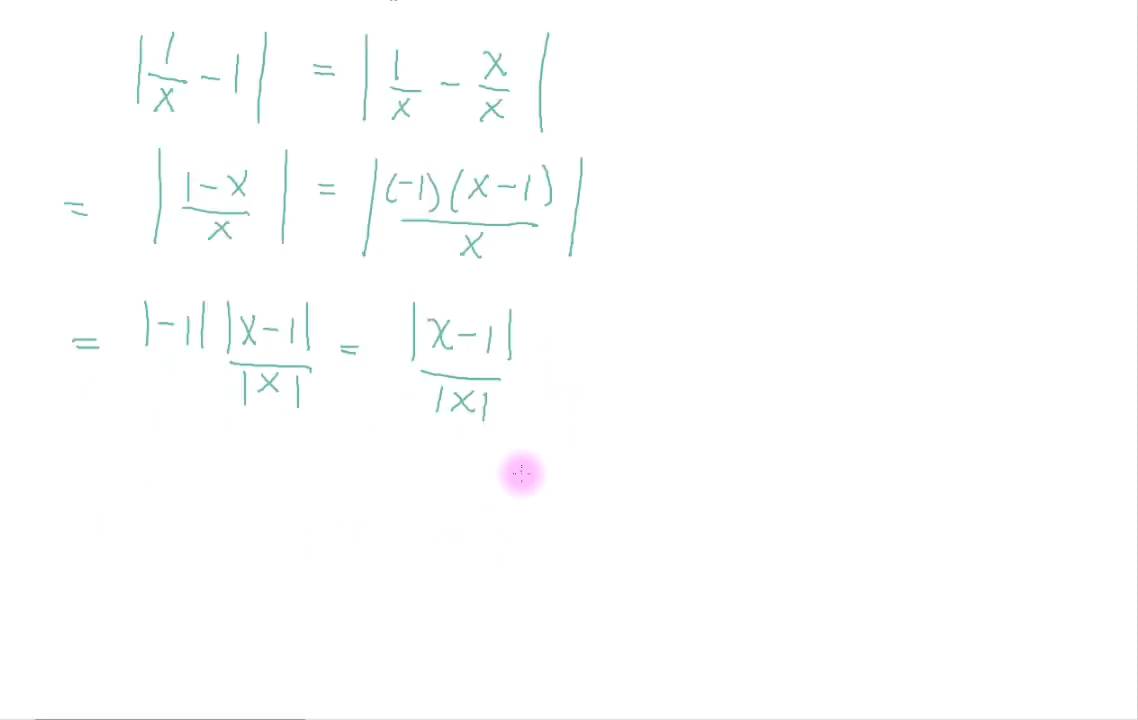 |1/x - 1| = |1/x - x/x|
= |(1-x)/x| = |(-1)(x-1)/x|
= |-1| |x-1|/|x| = |x-1|/|x|